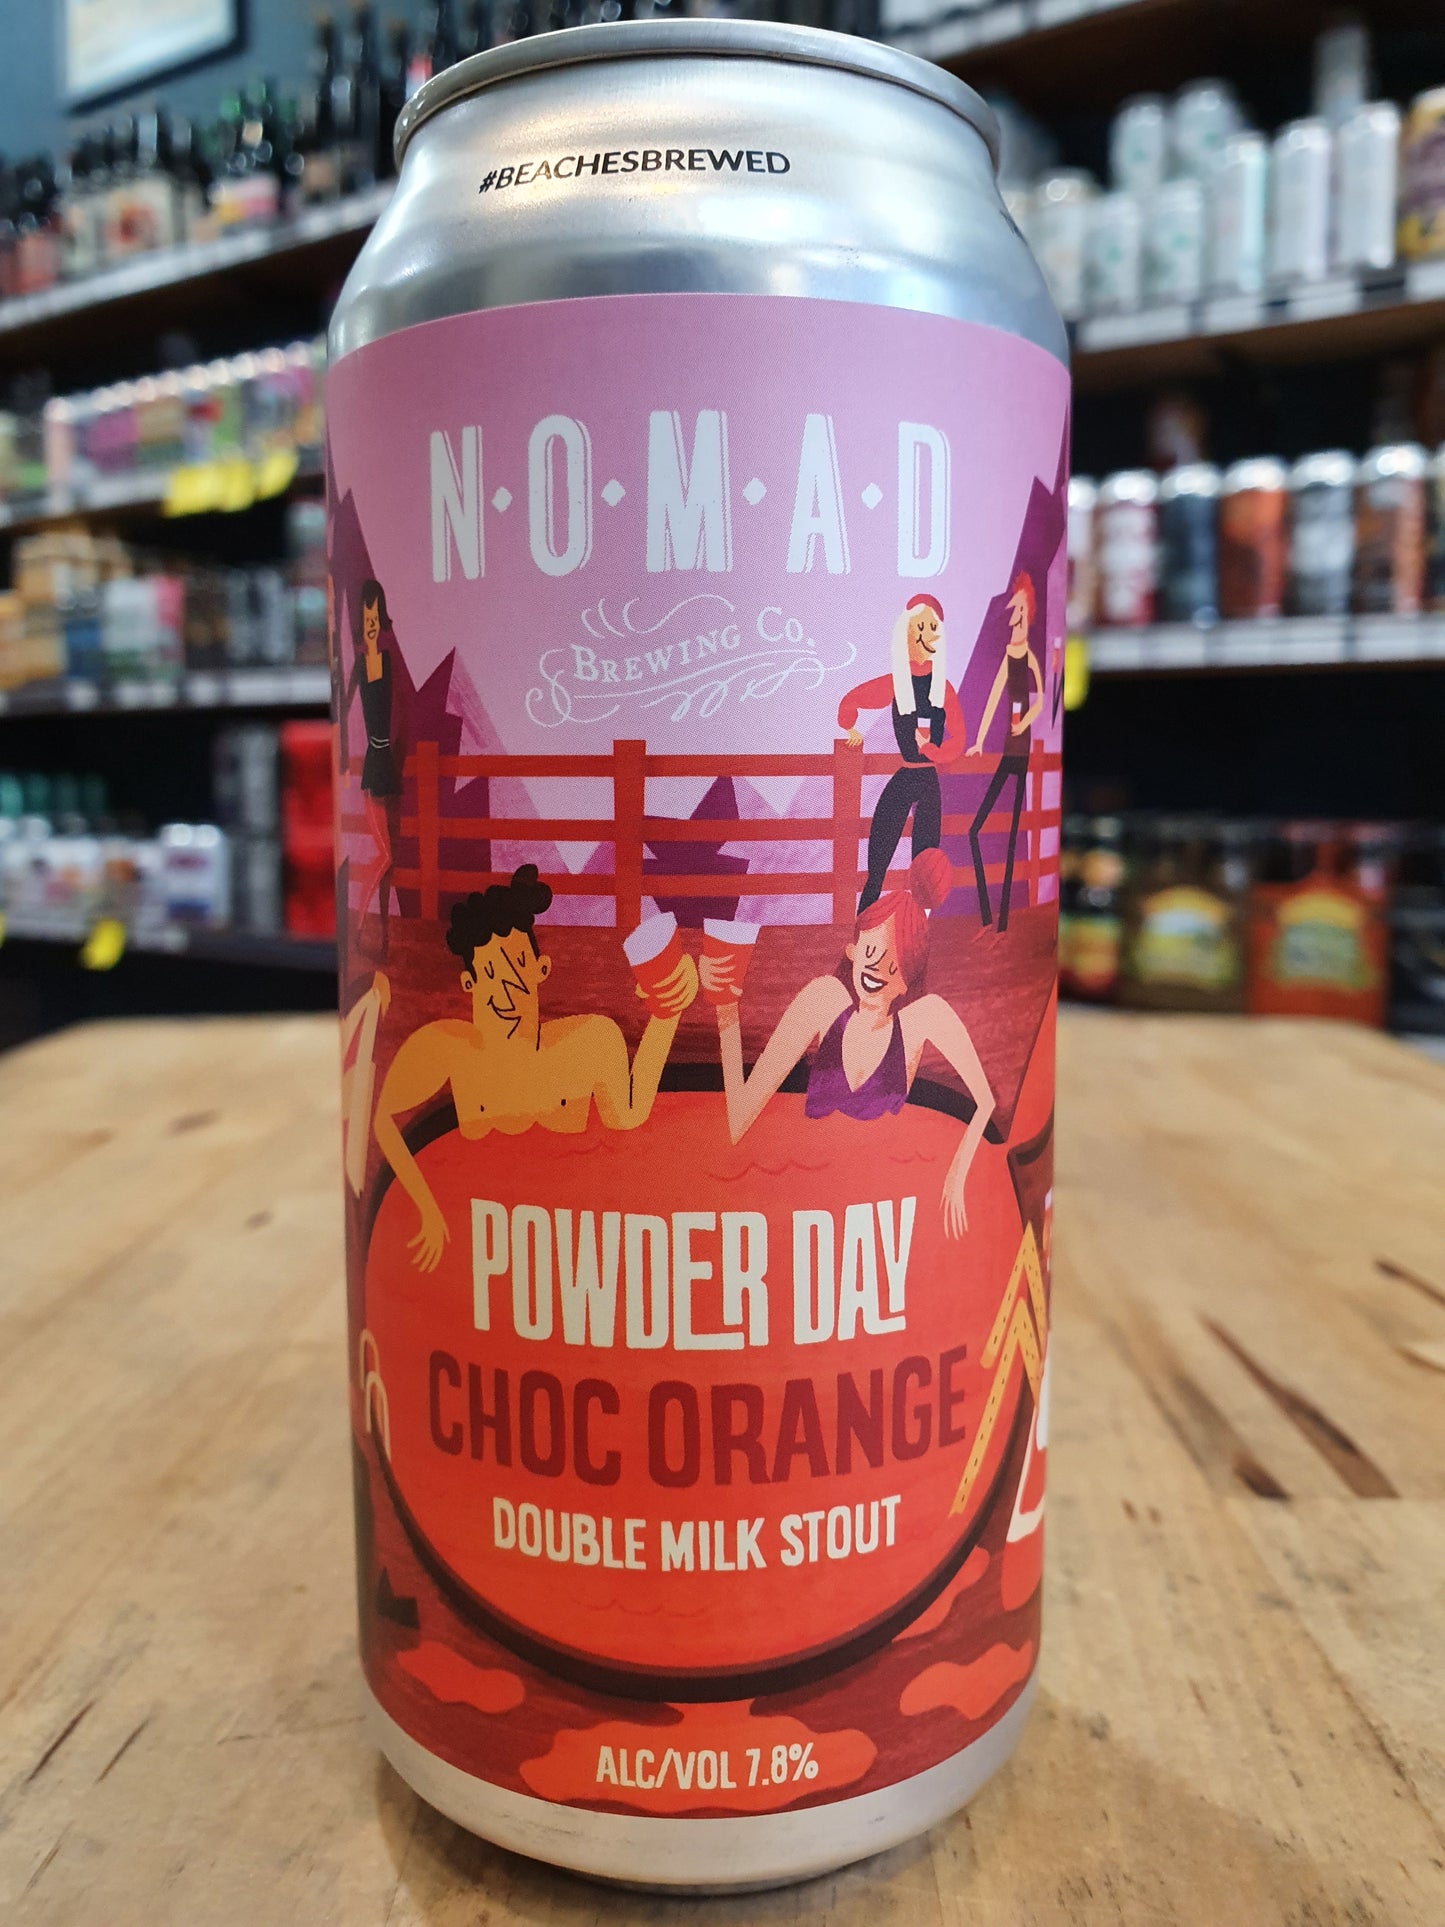 #BEACHESBREWED
N·O·M·A·D
BREWING CO.
POWDER DAY
CHOC ORANGE
DOUBLE MILK STOUT
ALC/VOL 7.8%